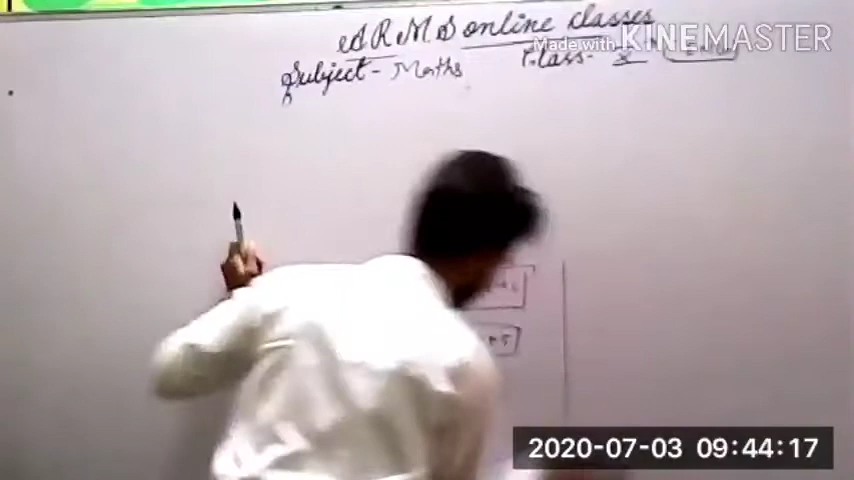 A.R.M.S online classes
Made with KINEMASTER
Subject - Maths Class- X
2020-07-03 09:44:17